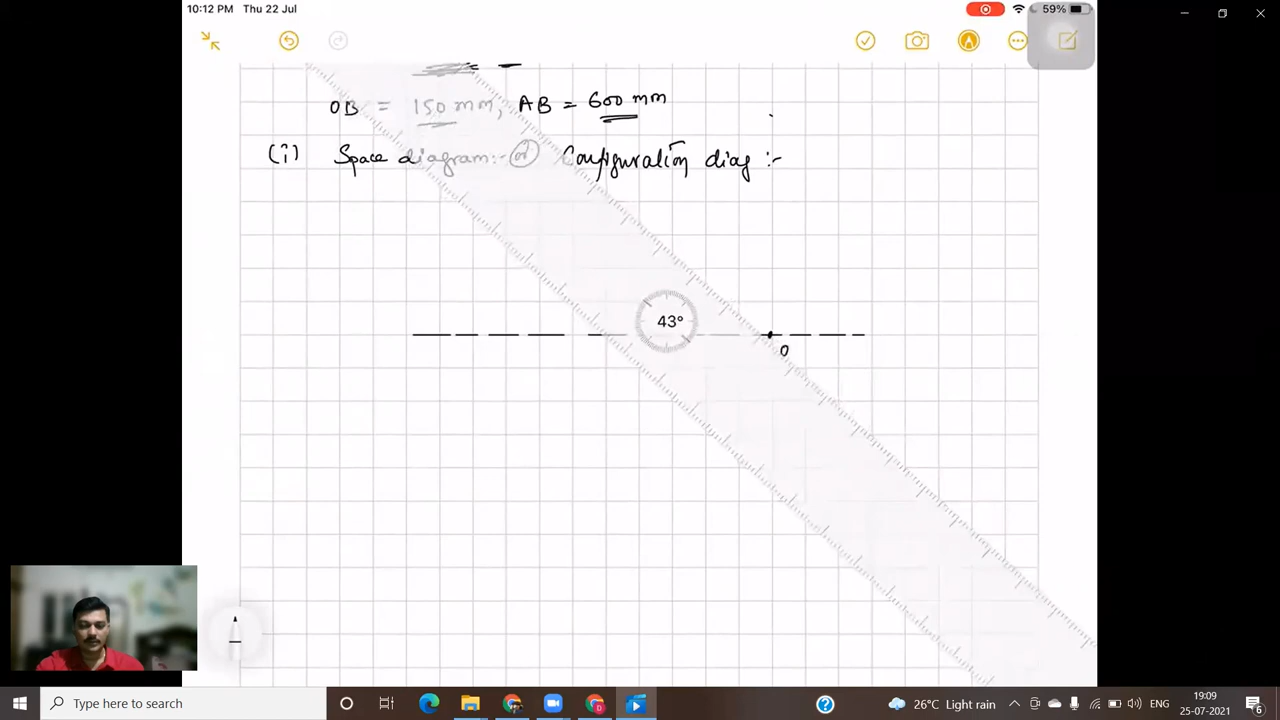 10:12 PM Thu 22 Jul
59%
OB = 150 mm, AB = 600 mm
(i) Space diagram:- or Configuration diag :-
43°
O
Type here to search
26°C Light rain
ENG
19:09
25-07-2021
6